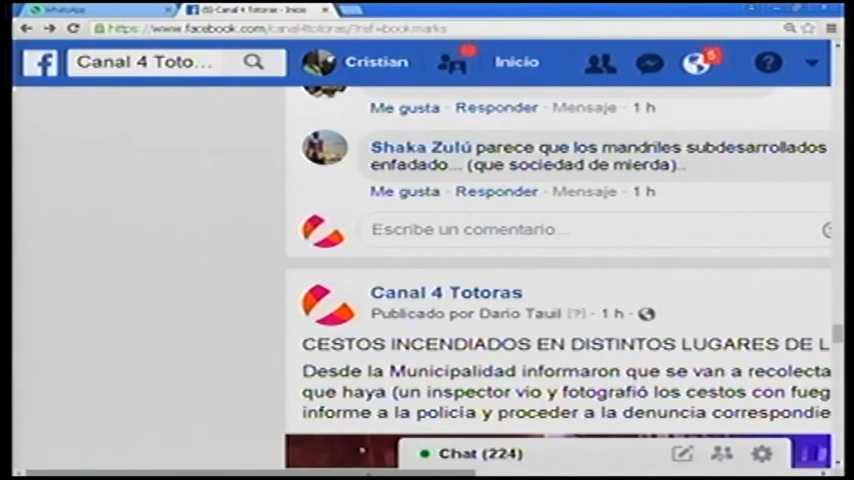 WhatsApp
(5) Canal 4 Totoras - Inicio
https://www.facebook.com/canal4totoras/?ref=bookmarks
Canal 4 Toto...
Cristian
Inicio
5
Me gusta · Responder · Mensaje · 1 h
Shaka Zulú parece que los mandriles subdesarrollados
enfadado... (que sociedad de mierda)..
Me gusta · Responder · Mensaje · 1 h
Escribe un comentario...
Canal 4 Totoras
Publicado por Dario Tauil [?] · 1 h ·
CESTOS INCENDIADOS EN DISTINTOS LUGARES DE L
Desde la Municipalidad informaron que se van a recolecta
que haya (un inspector vio y fotografió los cestos con fueg
informe a la policía y proceder a la denuncia correspondie
Chat (224)